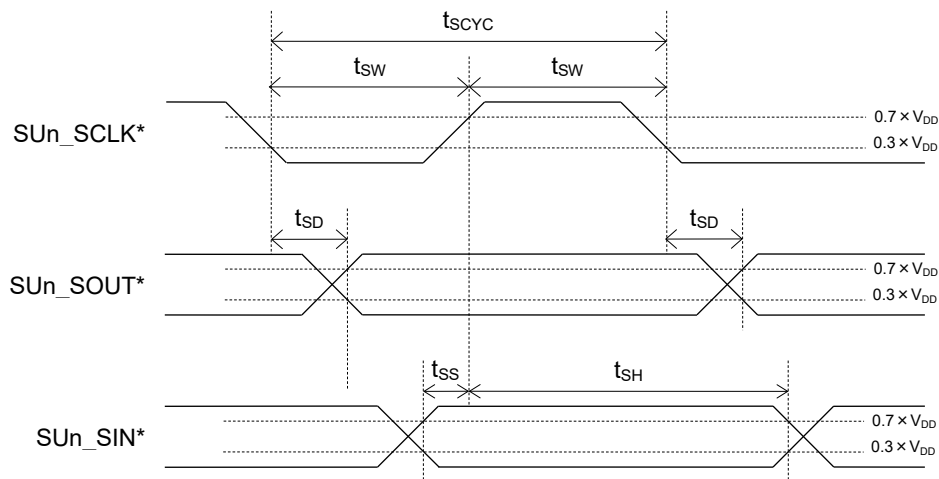 tSCYC
tSW tSW
SUn_SCLK*
0.7 × VDD
0.3 × VDD
tSD tSD
SUn_SOUT*
0.7 × VDD
0.3 × VDD
tSS tSH
SUn_SIN*
0.7 × VDD
0.3 × VDD